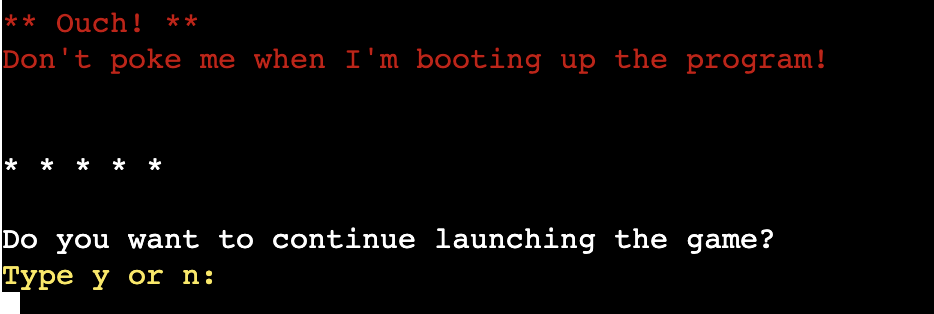 ** Ouch! **
Don't poke me when I'm booting up the program!
* * * * *
Do you want to continue launching the game?
Type y or n: